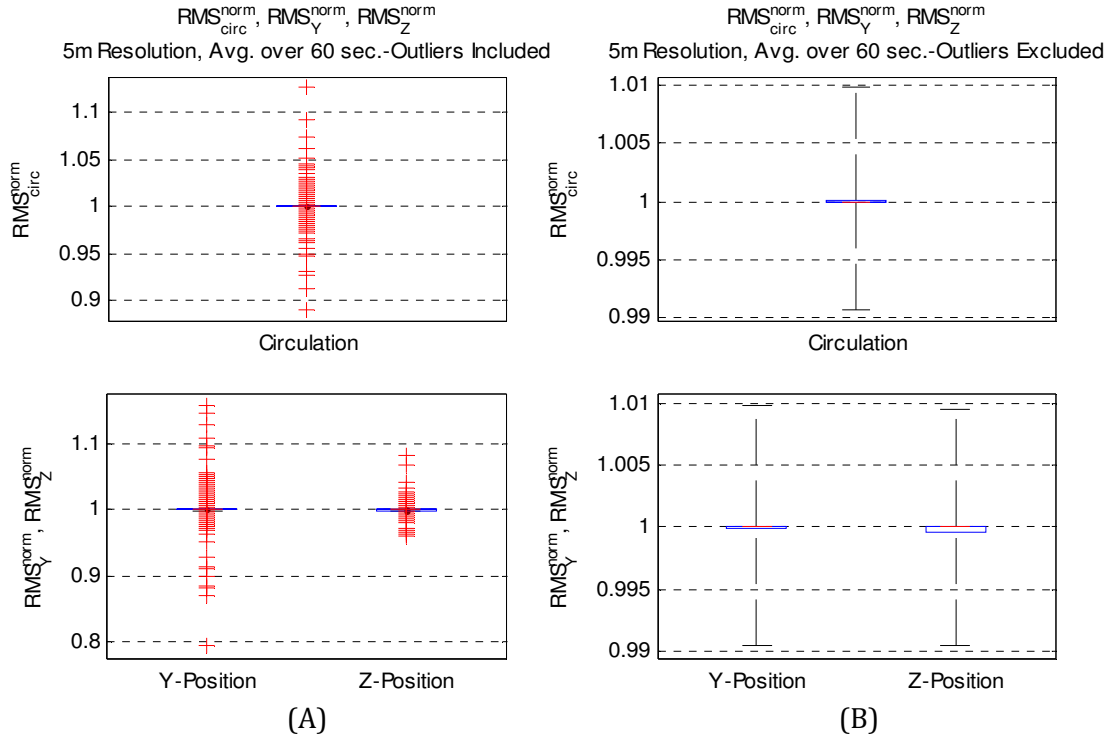 RMS^norm_circ, RMS^norm_Y, RMS^norm_Z
5m Resolution, Avg. over 60 sec.-Outliers Included
1.1
1.05
1
0.95
0.9
RMS^norm_circ
Circulation
1.1
1
0.9
0.8
RMS^norm_Y, RMS^norm_Z
Y-Position Z-Position
(A)
RMS^norm_circ, RMS^norm_Y, RMS^norm_Z
5m Resolution, Avg. over 60 sec.-Outliers Excluded
1.01
1.005
1
0.995
0.99
RMS^norm_circ
Circulation
1.01
1.005
1
0.995
0.99
RMS^norm_Y, RMS^norm_Z
Y-Position Z-Position
(B)